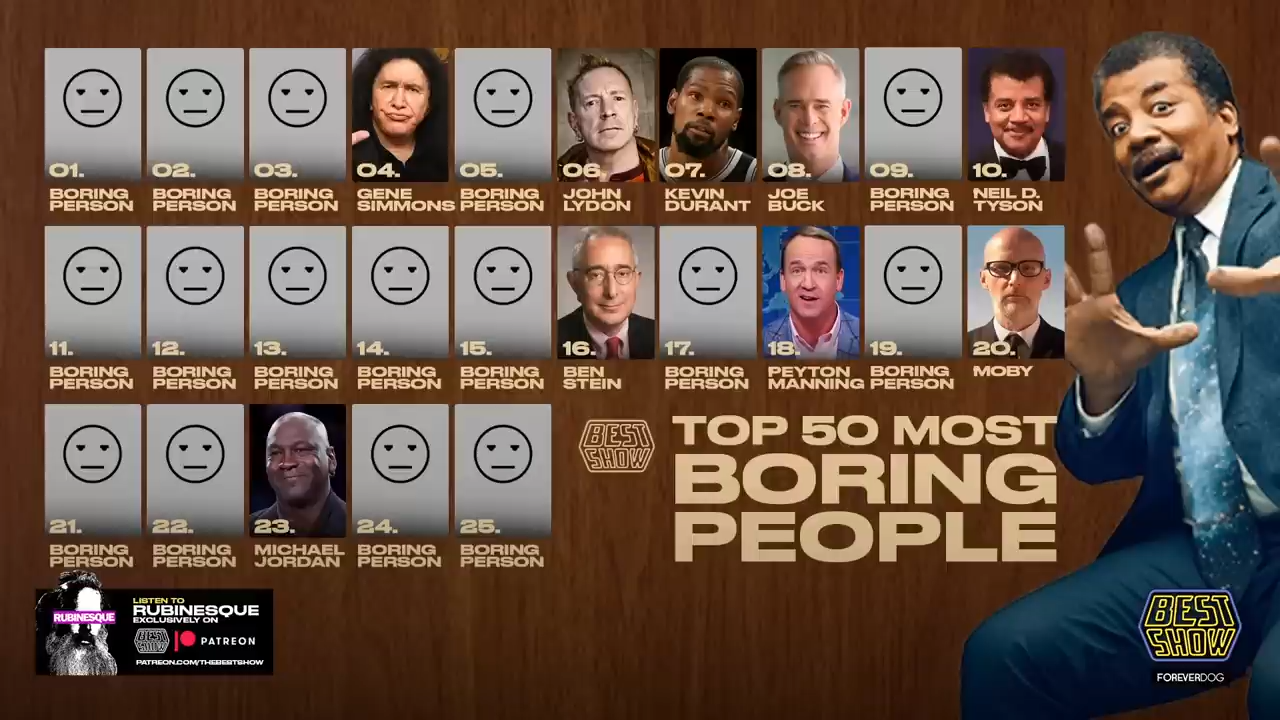 01.
BORING
PERSON
02.
BORING
PERSON
03.
BORING
PERSON
04.
GENE
SIMMONS
05.
BORING
PERSON
06.
JOHN
LYDON
07.
KEVIN
DURANT
08.
JOE
BUCK
09.
BORING
PERSON
10.
NEIL D.
TYSON
11.
BORING
PERSON
12.
BORING
PERSON
13.
BORING
PERSON
14.
BORING
PERSON
15.
BORING
PERSON
16.
BEN
STEIN
17.
BORING
PERSON
18.
PEYTON
MANNING
19.
BORING
PERSON
20.
MOBY
21.
BORING
PERSON
22.
BORING
PERSON
23.
MICHAEL
JORDAN
24.
BORING
PERSON
25.
BORING
PERSON
BEST
SHOW
TOP 50 MOST
BORING
PEOPLE
RUBINESQUE
LISTEN TO
RUBINESQUE
EXCLUSIVELY ON
BEST
SHOW
PATREON
PATREON.COM/THEBESTSHOW
BEST
SHOW
FOREVERDOG